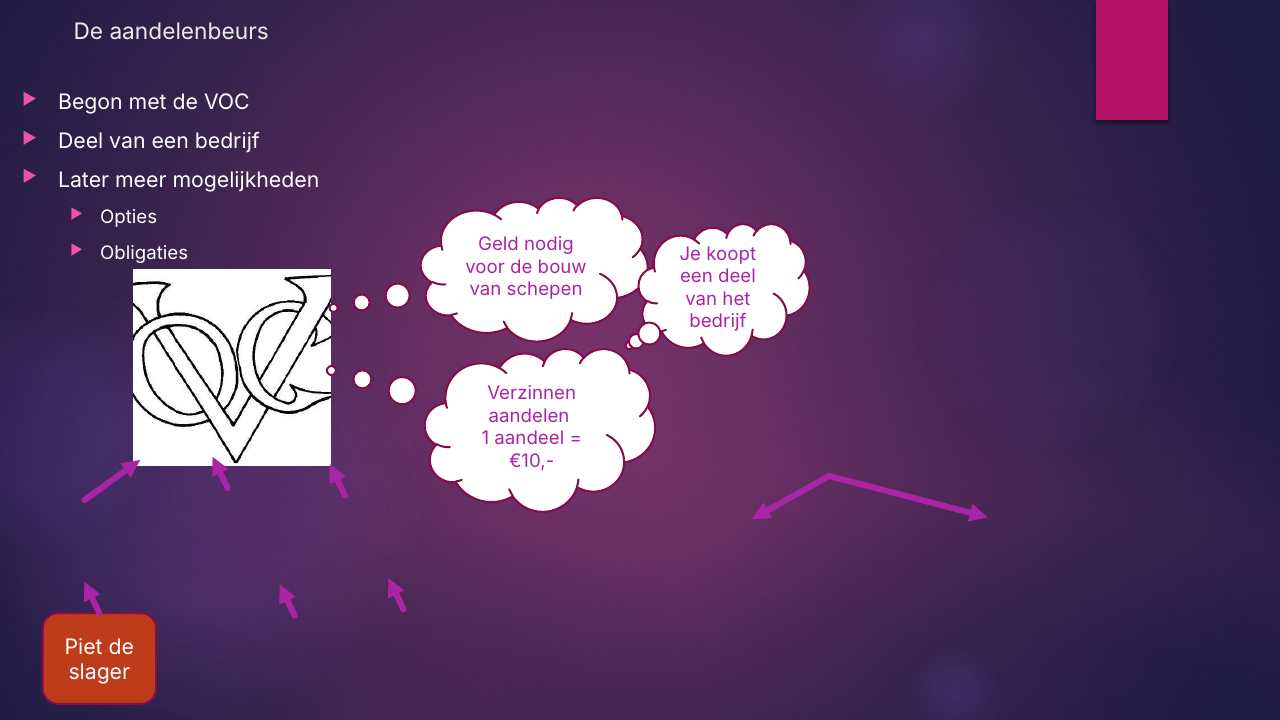 De aandelenbeurs
Begon met de VOC
Deel van een bedrijf
Later meer mogelijkheden
Opties
Obligaties
VOC
Geld nodig
voor de bouw
van schepen
Je koopt
een deel
van het
bedrijf
Verzinnen
aandelen
1 aandeel =
€10,-
Piet de
slager